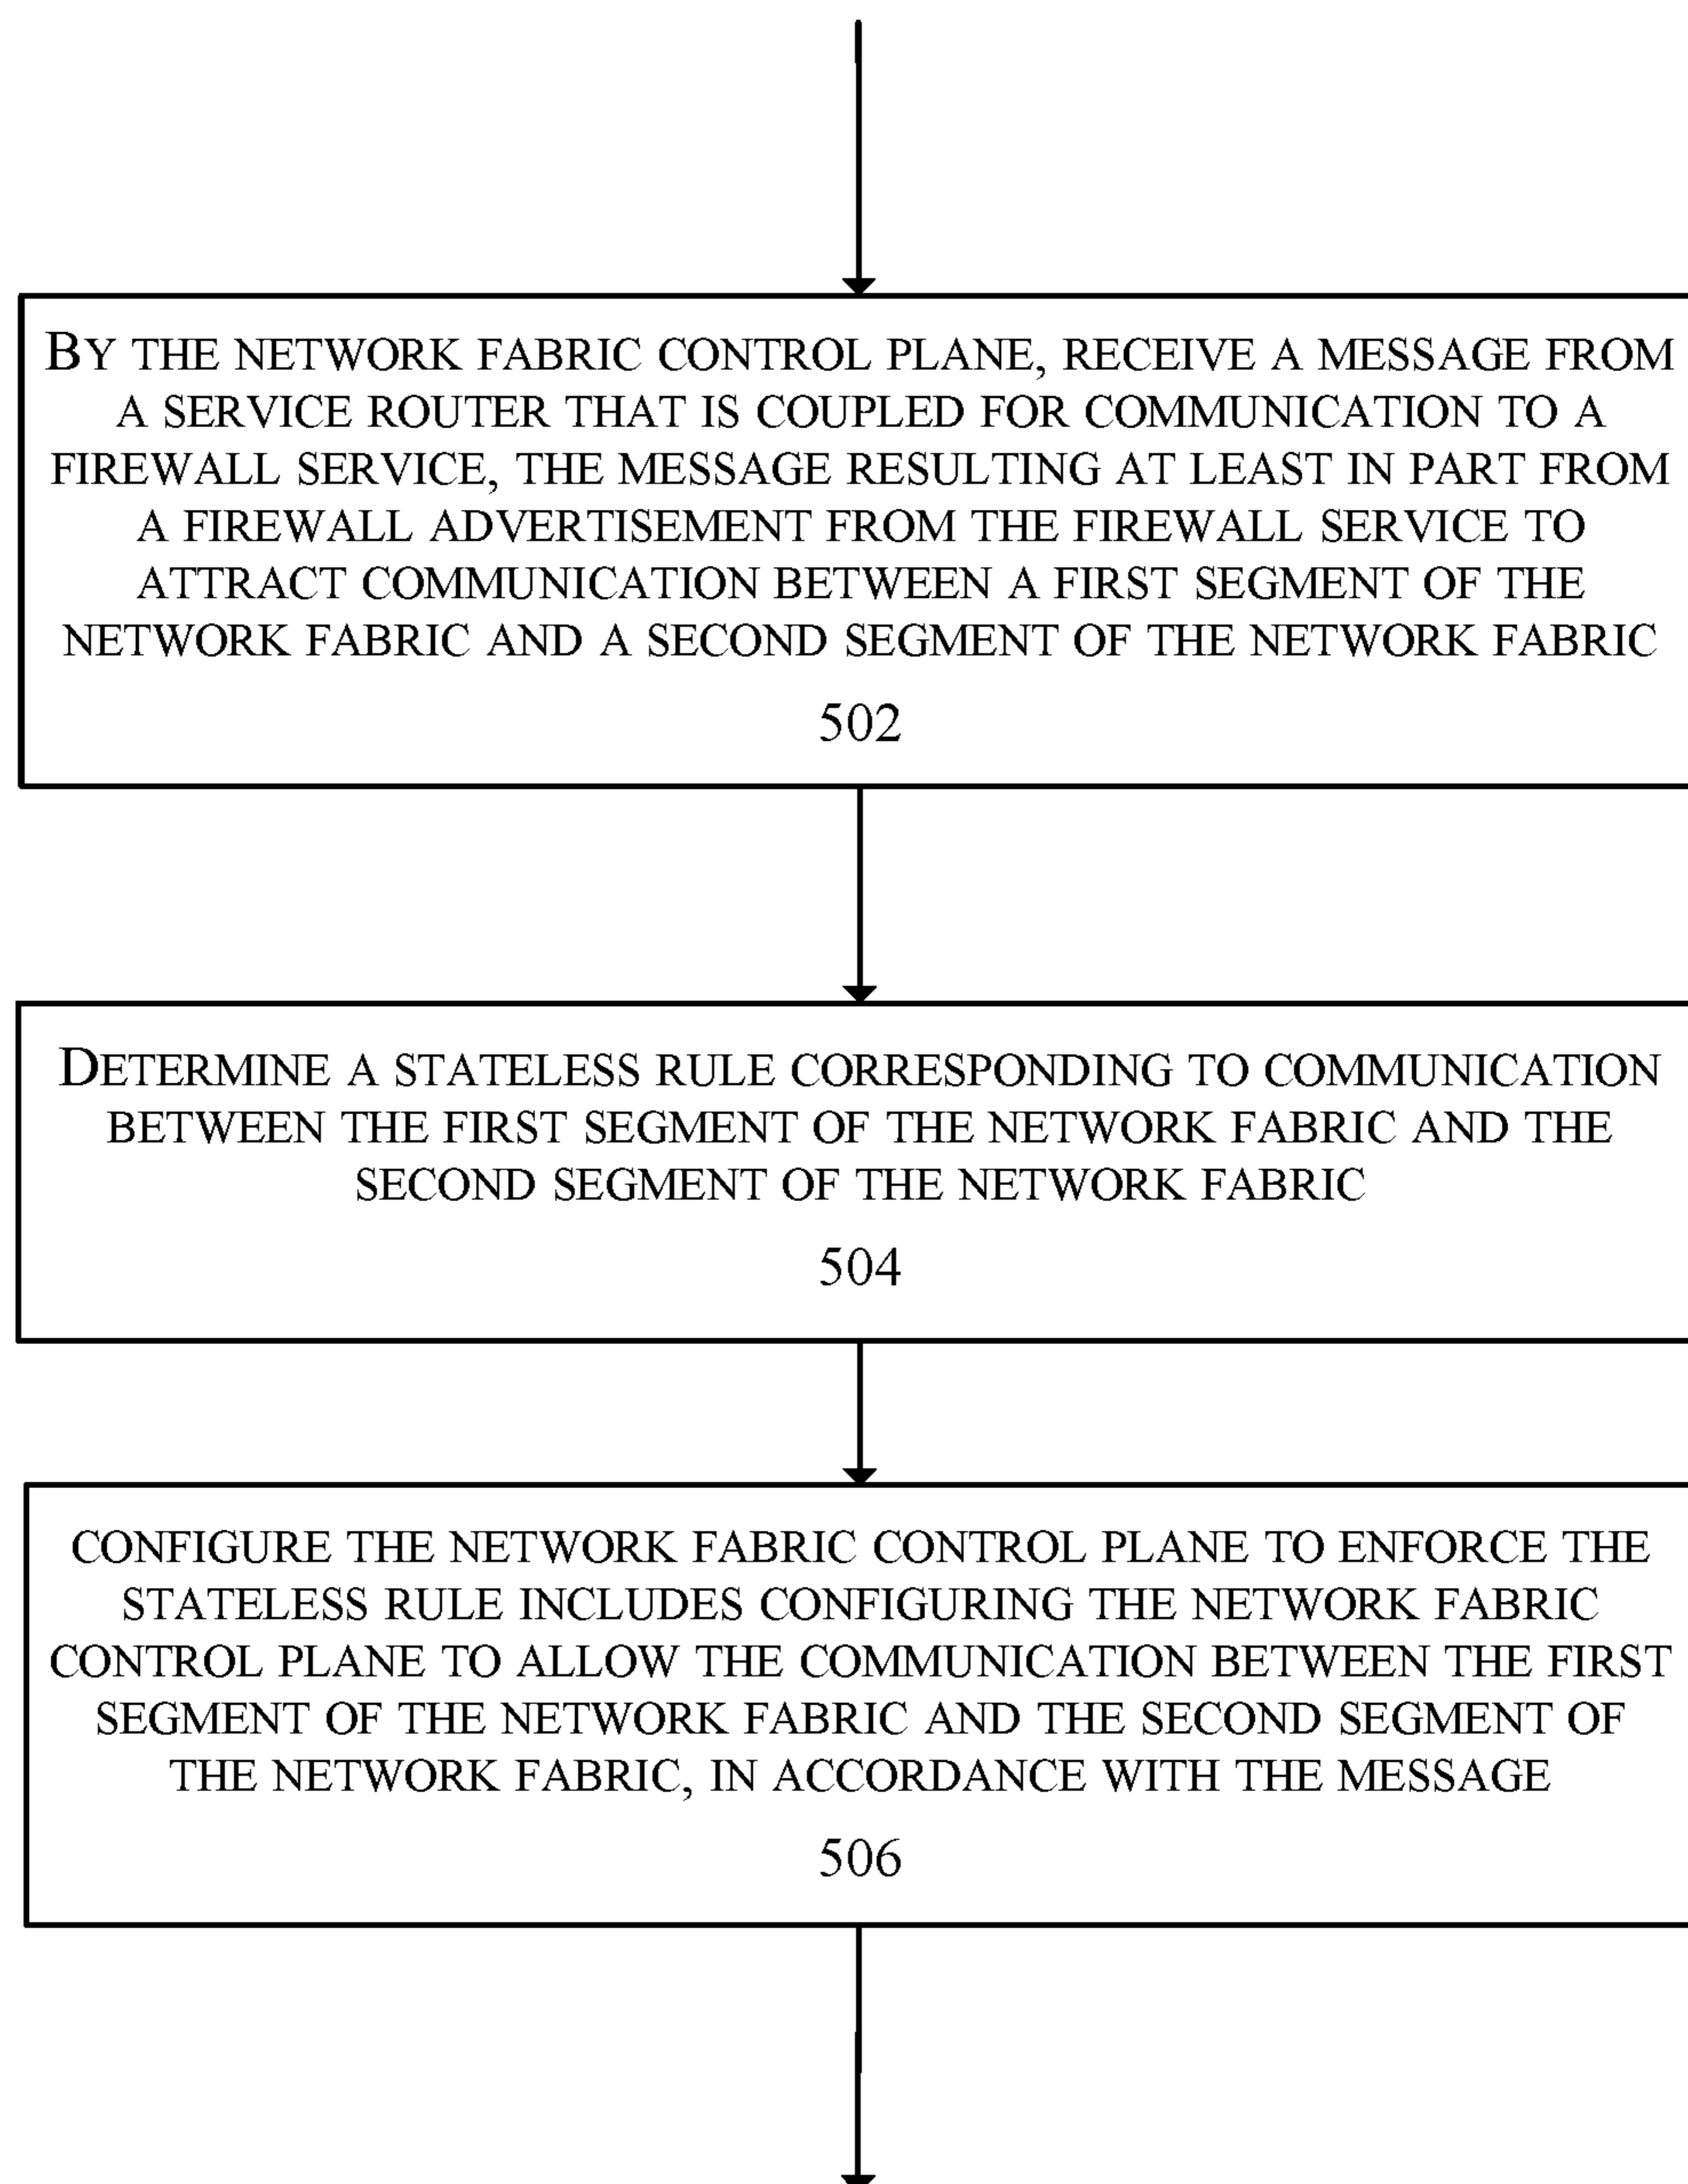 BY THE NETWORK FABRIC CONTROL PLANE, RECEIVE A MESSAGE FROM
A SERVICE ROUTER THAT IS COUPLED FOR COMMUNICATION TO A
FIREWALL SERVICE, THE MESSAGE RESULTING AT LEAST IN PART FROM
A FIREWALL ADVERTISEMENT FROM THE FIREWALL SERVICE TO
ATTRACT COMMUNICATION BETWEEN A FIRST SEGMENT OF THE
NETWORK FABRIC AND A SECOND SEGMENT OF THE NETWORK FABRIC
502
DETERMINE A STATELESS RULE CORRESPONDING TO COMMUNICATION
BETWEEN THE FIRST SEGMENT OF THE NETWORK FABRIC AND THE
SECOND SEGMENT OF THE NETWORK FABRIC
504
CONFIGURE THE NETWORK FABRIC CONTROL PLANE TO ENFORCE THE
STATELESS RULE INCLUDES CONFIGURING THE NETWORK FABRIC
CONTROL PLANE TO ALLOW THE COMMUNICATION BETWEEN THE FIRST
SEGMENT OF THE NETWORK FABRIC AND THE SECOND SEGMENT OF
THE NETWORK FABRIC, IN ACCORDANCE WITH THE MESSAGE
506